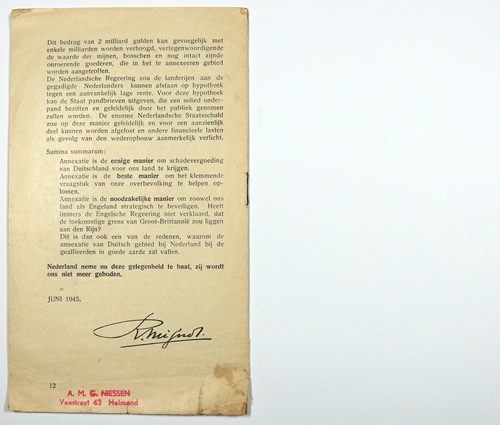 Dit bedrag van 2 milliard gulden kan gevoegelijk met
enkele milliarden worden verhoogd, vertegenwoordigende
de waarde der mijnen, bosschen en nog intact zijnde
onroerende goederen, die in het te annexeeren gebied
worden aangetroffen.
De Nederlandsche Regeering zou de landerijen aan de
gegadigde Nederlanders kunnen afstaan op hypotheek
tegen een aanvankelijk lage rente. Voor deze hypotheek
kan de Staat pandbrieven uitgeven, die een solied onder-
pand bezitten en geleidelijk door het publiek genomen
zullen worden. De enorme Nederlandsche Staatsschuld
zou op deze manier geleidelijk en voor een aanzienlijk
deel kunnen worden afgelost en andere financieele lasten
als gevolg van den wederopbouw aanmerkelijk verlicht.
Summa summarum:
Annexatie is de eenige manier om schadevergoeding
van Duitschland voor ons land te krijgen.
Annexatie is de beste manier om het klemmende
vraagstuk van onze overbevolking te helpen op-
lossen.
Annexatie is de noodzakelijke manier om zoowel ons
land als Engeland strategisch te beveiligen. Heeft
immers de Engelsche Regeering niet verklaard, dat
de toekomstige grens van Groot-Brittannië zou liggen
aan den Rijn?
Dit is dan ook een van de redenen, waarom de
annexatie van Duitsch gebied bij Nederland bij de
geallieerden in goede aarde zal vallen.
Nederland neme nu deze gelegenheid te baat, zij wordt
ons niet meer geboden.
JUNI 1945.
12
A. M. G. NIESSEN
Veestraat 43 Helmond